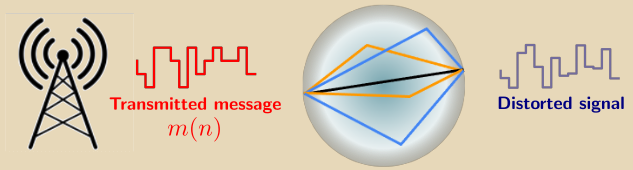 Transmitted message
m(n)
Distorted signal